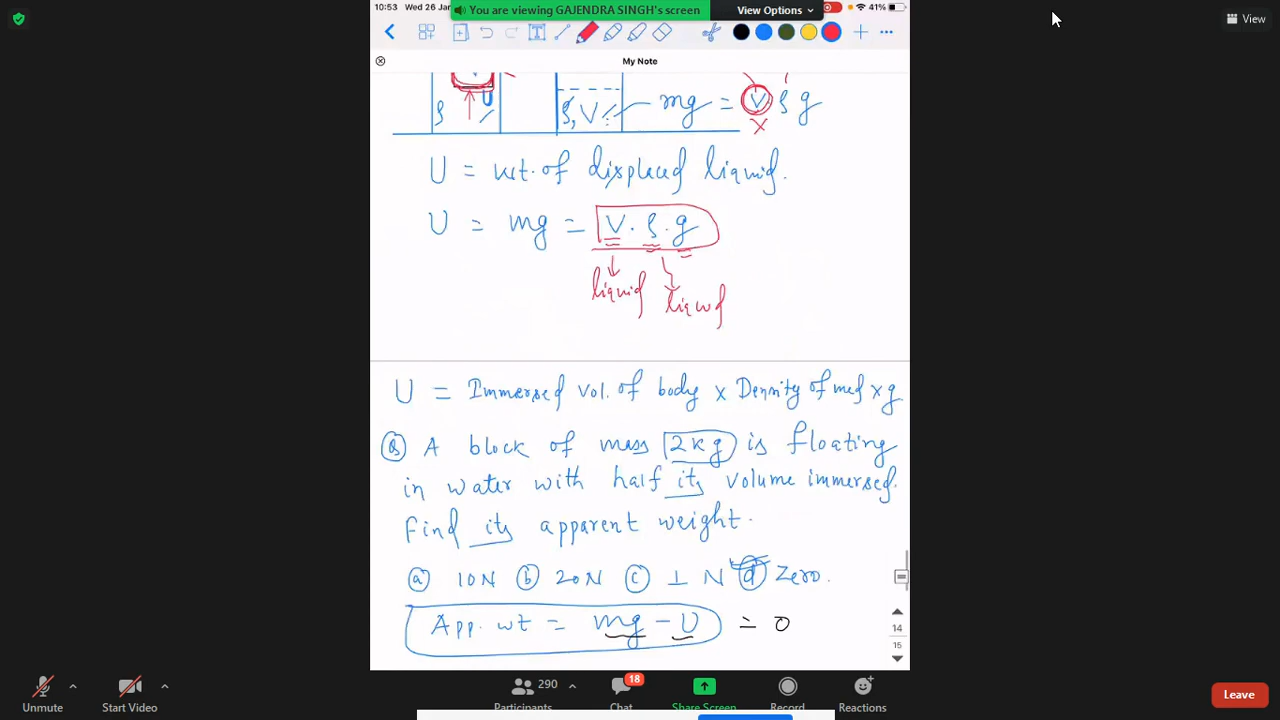 10:53 Wed 26 Jan
You are viewing GAJENDRA SINGH's screen
View Options
41%
View
My Note
ρ U ρ, V mg = V ρ g
x
U = wt. of displaced liquid.
U = mg = V. ρ. g
liquid liquid
U = Immersed vol. of body x Density of med x g.
Q A block of mass 2kg is floating
in water with half its volume immersed.
Find its apparent weight.
a 10N b 20N c 1 N d Zero.
App. wt = mg - U = 0
14
15
Unmute
Start Video
290
Participants
18
Chat
Share Screen
Record
Reactions
Leave